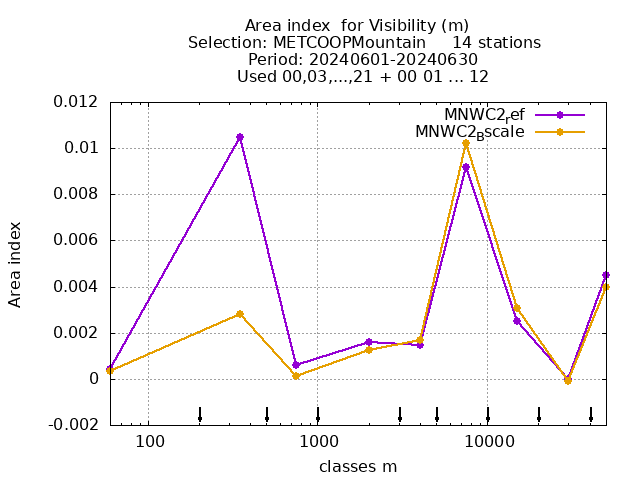 Area index  for Visibility (m)
Selection: METCOOPMountain     14 stations
Period: 20240601-20240630
Used 00,03,...,21 + 00 01 ... 12
MNWC2ref
MNWC2Bscale
0.012
0.01
0.008
0.006
0.004
0.002
0
-0.002
Area index
100 1000 10000
classes m